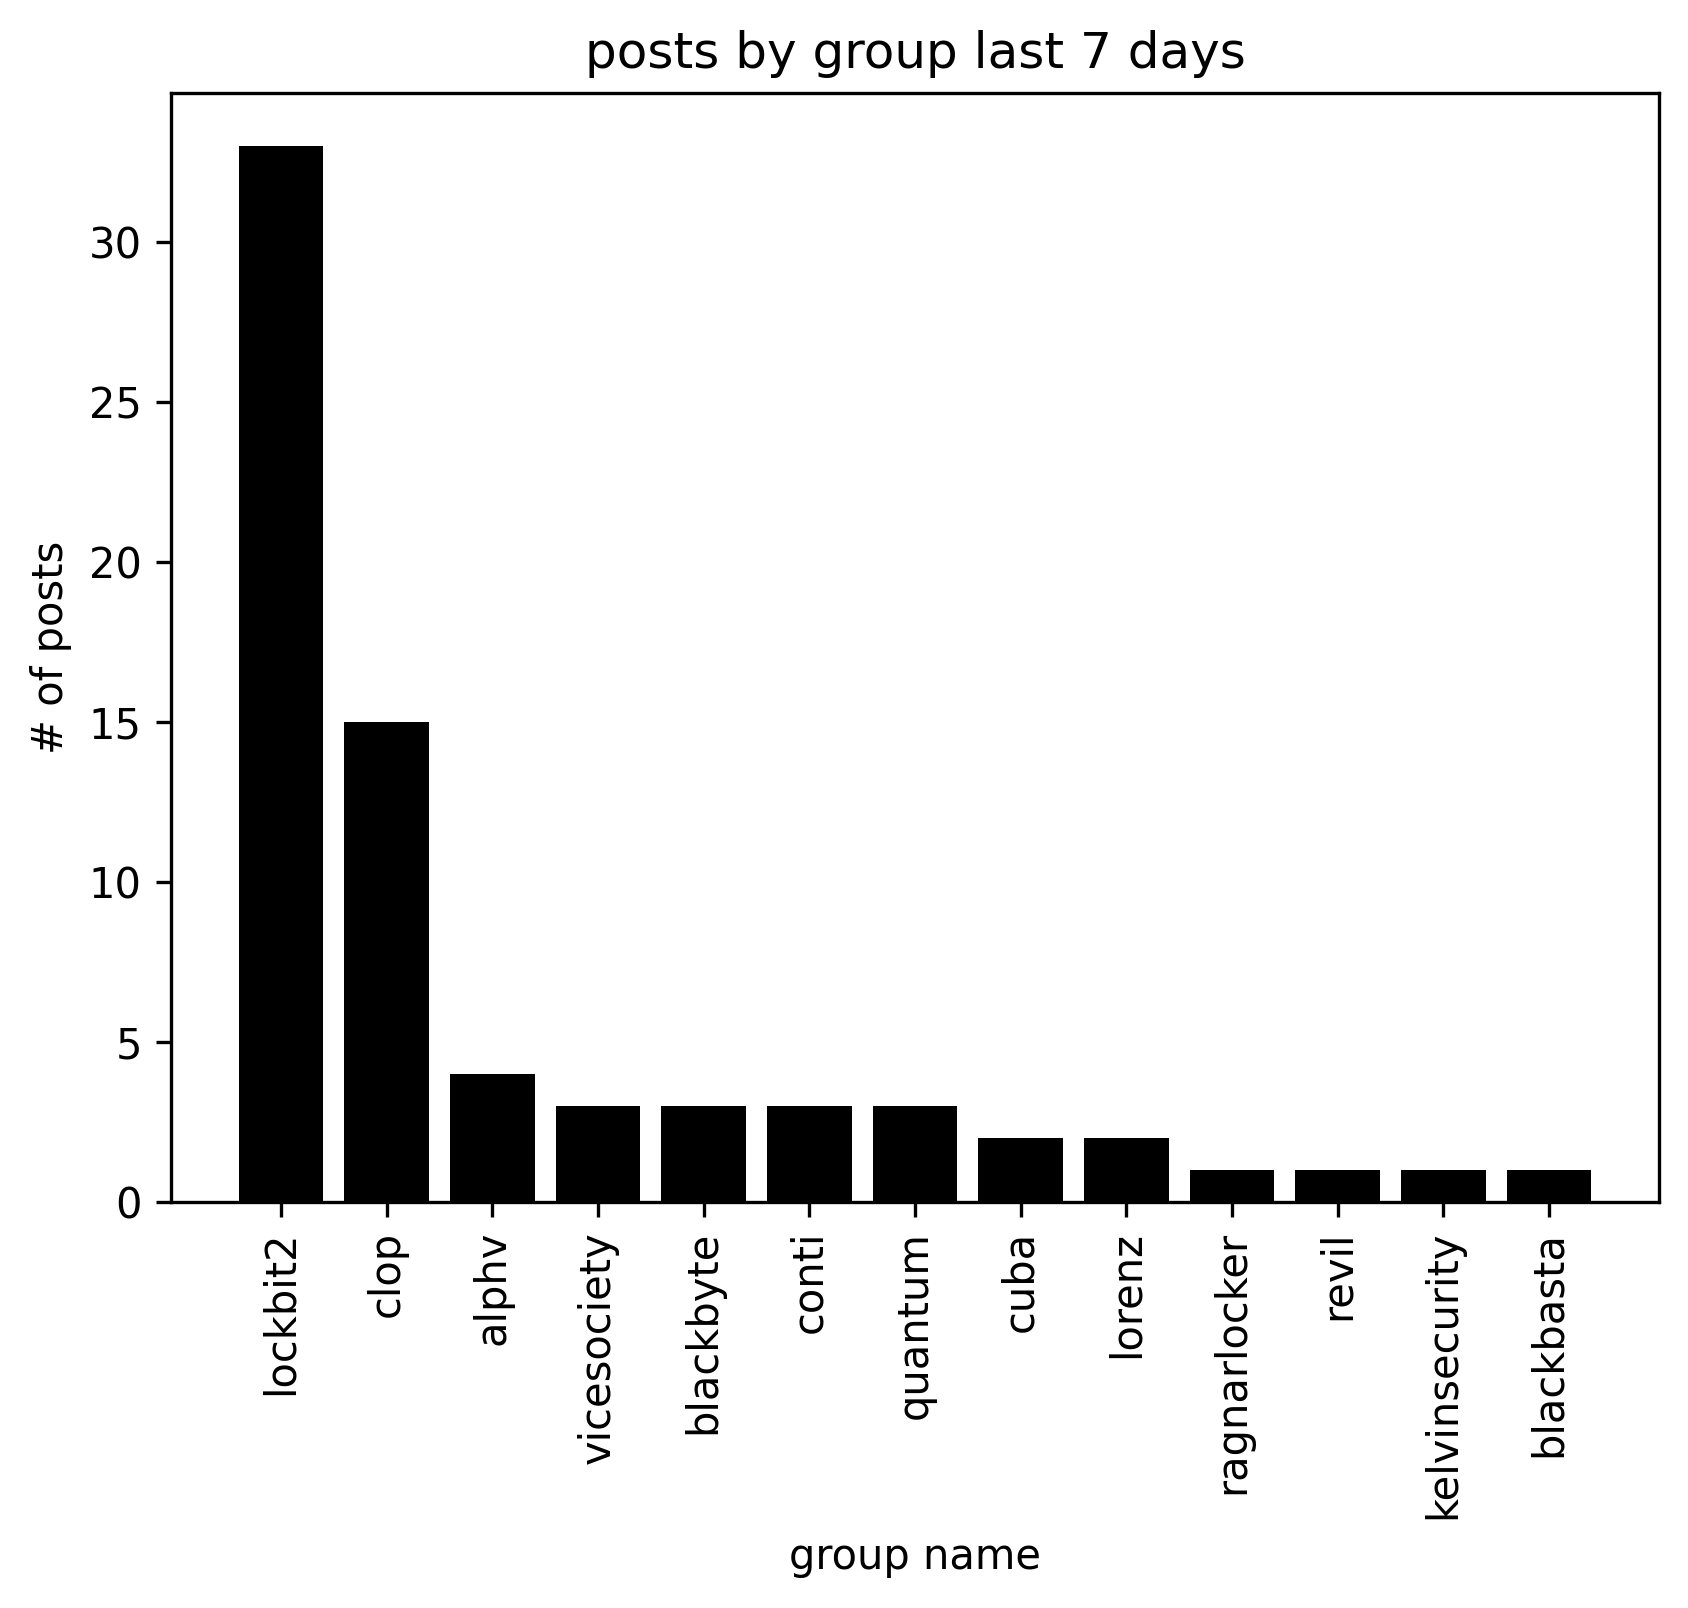 posts by group last 7 days
# of posts
30
25
20
15
10
5
0
lockbit2
clop
alphv
vicesociety
blackbyte
conti
quantum
cuba
lorenz
ragnarlocker
revil
kelvinsecurity
blackbasta
group name